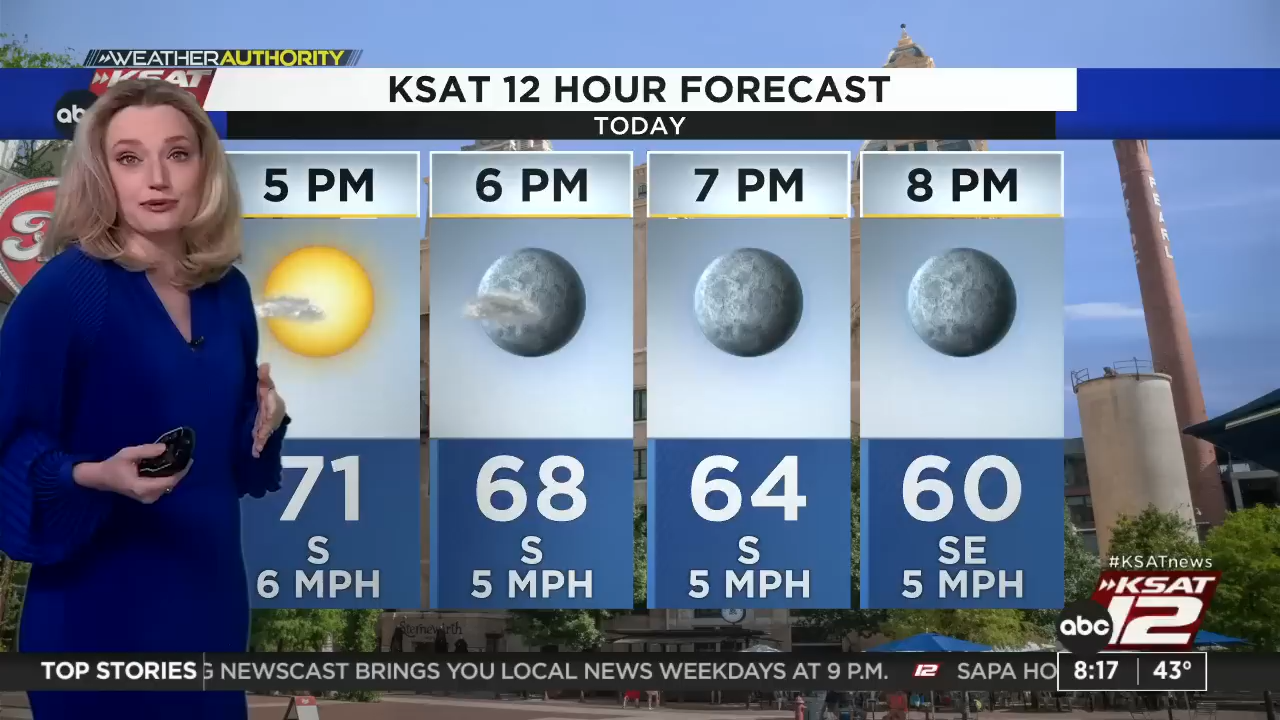 WEATHERAUTHORITY
KSAT
abc
KSAT 12 HOUR FORECAST
TODAY
5 PM
6 PM
7 PM
8 PM
PEARL
71
68
64
60
S
S
S
SE
6 MPH
5 MPH
5 MPH
5 MPH
#KSATnews
KSAT
abc
12
TOP STORIES
G NEWSCAST BRINGS YOU LOCAL NEWS WEEKDAYS AT 9 P.M. 12 SAPA HO
8:17
43°